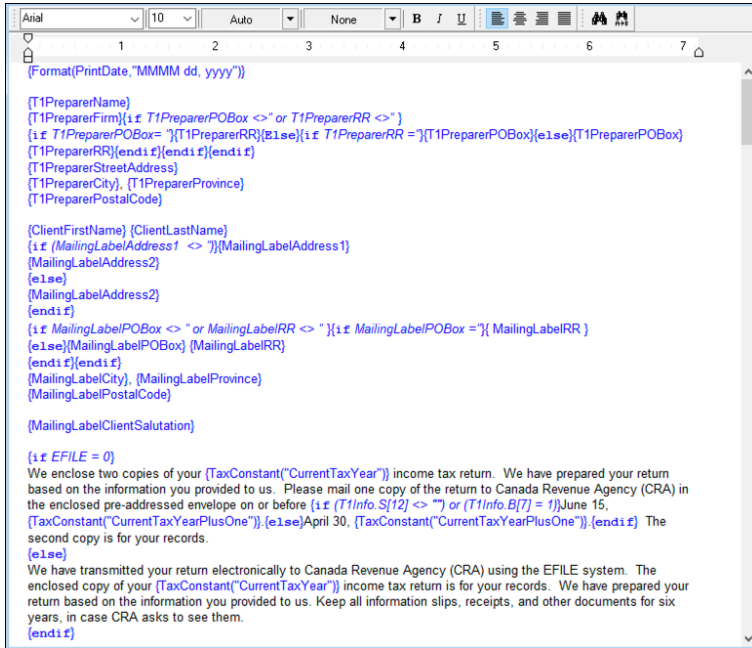 Arial 10 Auto None B I U
1 2 3 4 5 6 7
{Format(PrintDate,"MMMM dd, yyyy")}
{T1PreparerName}
{T1PreparerFirm}{if T1PreparerPOBox <>'' or T1PreparerRR <>'' }
{if T1PreparerPOBox= ''}{T1PreparerRR}{Else}{if T1PreparerRR =''}{T1PreparerPOBox}{else}{T1PreparerPOBox}
{T1PreparerRR}{endif}{endif}{endif}
{T1PreparerStreetAddress}
{T1PreparerCity}, {T1PreparerProvince}
{T1PreparerPostalCode}
{ClientFirstName} {ClientLastName}
{if (MailingLabelAddress1 <> '')}{MailingLabelAddress1}
{MailingLabelAddress2}
{else}
{MailingLabelAddress2}
{endif}
{if MailingLabelPOBox <> '' or MailingLabelRR <> '' }{if MailingLabelPOBox =''}{ MailingLabelRR }
{else}{MailingLabelPOBox} {MailingLabelRR}
{endif}{endif}
{MailingLabelCity}, {MailingLabelProvince}
{MailingLabelPostalCode}
{MailingLabelClientSalutation}
{if EFILE = 0}
We enclose two copies of your {TaxConstant("CurrentTaxYear")} income tax return. We have prepared your return
based on the information you provided to us. Please mail one copy of the return to Canada Revenue Agency (CRA) in
the enclosed pre-addressed envelope on or before {if (T1Info.S[12] <> "") or (T1Info.B[7] = 1)}June 15,
{TaxConstant("CurrentTaxYearPlusOne")}.{else}April 30, {TaxConstant("CurrentTaxYearPlusOne")}.{endif} The
second copy is for your records.
{else}
We have transmitted your return electronically to Canada Revenue Agency (CRA) using the EFILE system. The
enclosed copy of your {TaxConstant("CurrentTaxYear")} income tax return is for your records. We have prepared your
return based on the information you provided to us. Keep all information slips, receipts, and other documents for six
years, in case CRA asks to see them.
{endif}